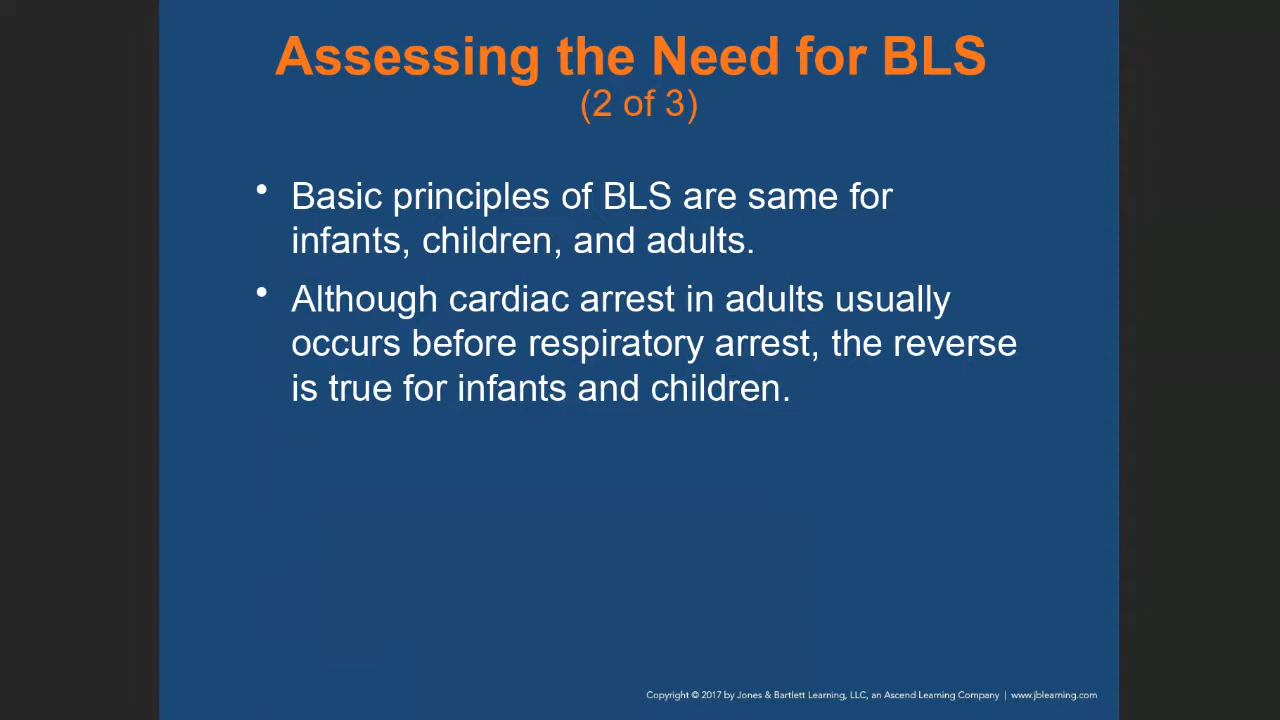 Assessing the Need for BLS
(2 of 3)
• Basic principles of BLS are same for
infants, children, and adults.
• Although cardiac arrest in adults usually
occurs before respiratory arrest, the reverse
is true for infants and children.
Copyright © 2017 by Jones & Bartlett Learning, LLC, an Ascend Learning Company | www.jblearning.com